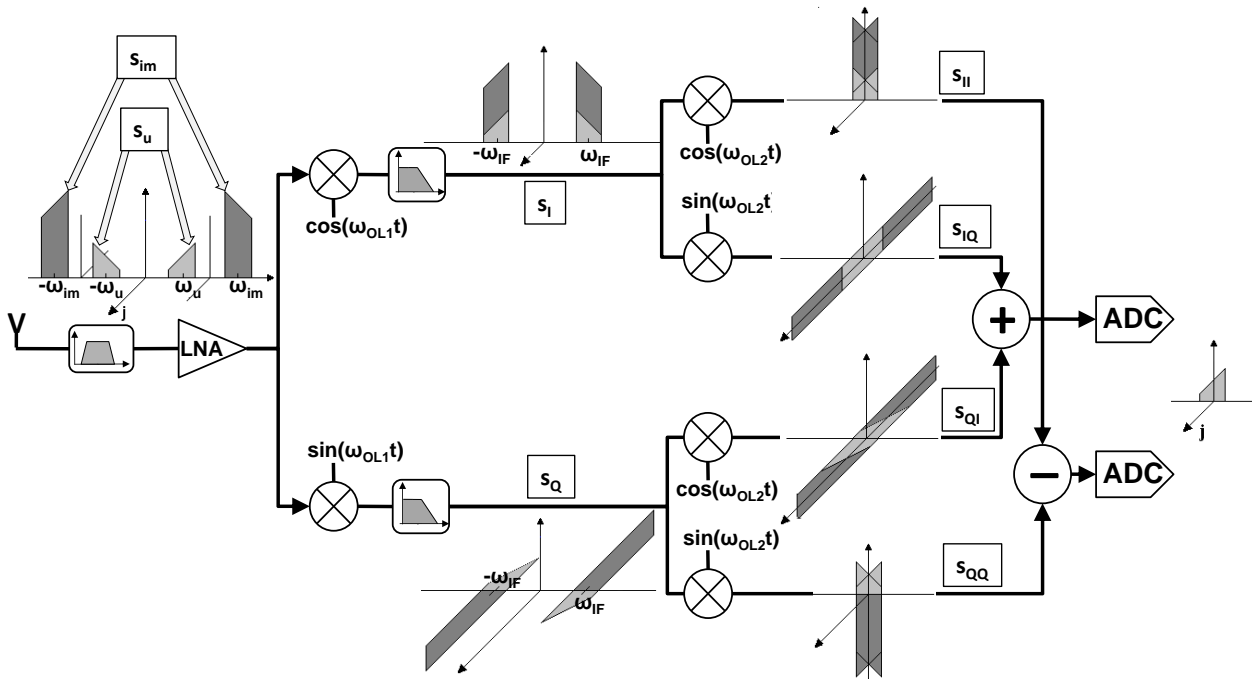 s_im
s_u
-ω_im
-ω_u
ω_u
ω_im
j
LNA
cos(ω_OL1t)
sin(ω_OL1t)
-ω_IF
ω_IF
s_I
s_Q
-ω_IF
ω_IF
cos(ω_OL2t)
sin(ω_OL2t)
cos(ω_OL2t)
sin(ω_OL2t)
s_II
s_IQ
s_QI
s_QQ
+
−
ADC
ADC
j